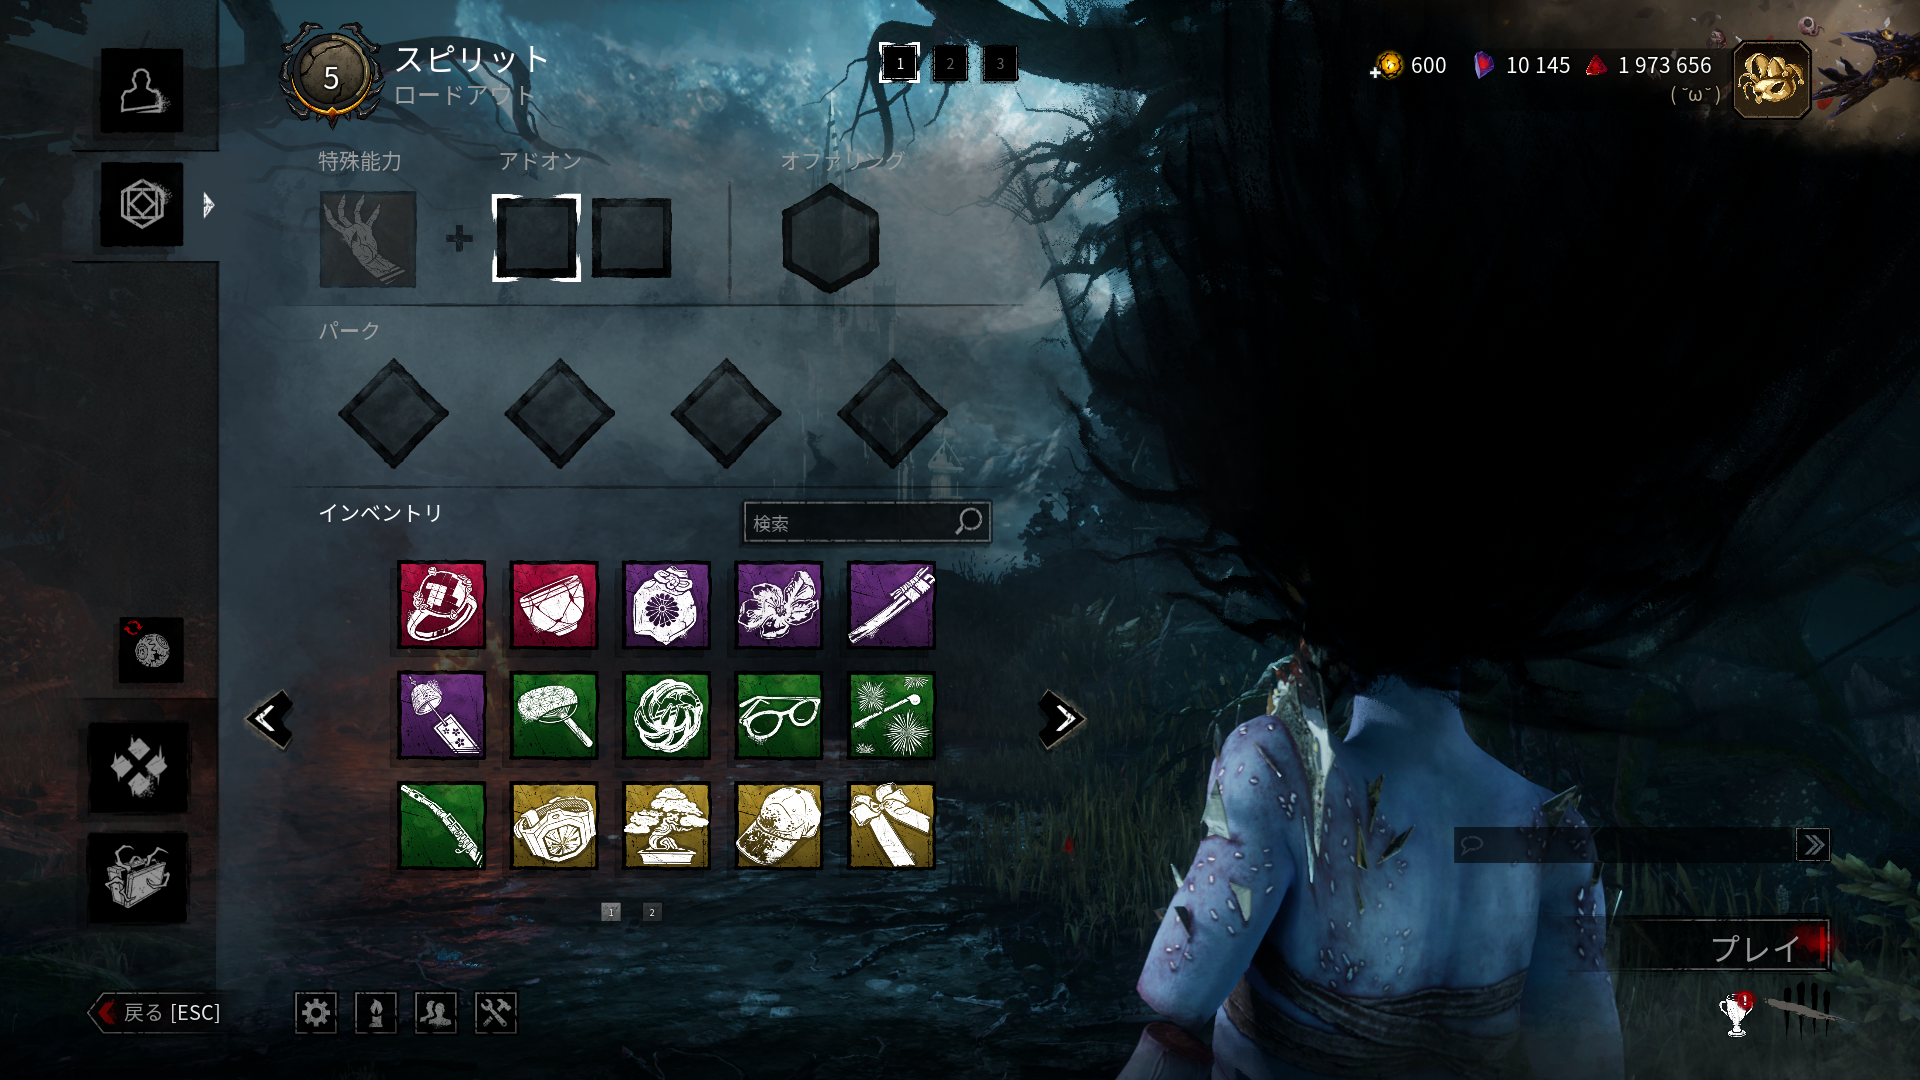 5
スピリット
ロードアウト
1 2 3
600 10 145 1 973 656
( ˘ω˘ )
特殊能力 アドオン オファリング
パーク
インベントリ
検索
1 2
プレイ
戻る [ESC]